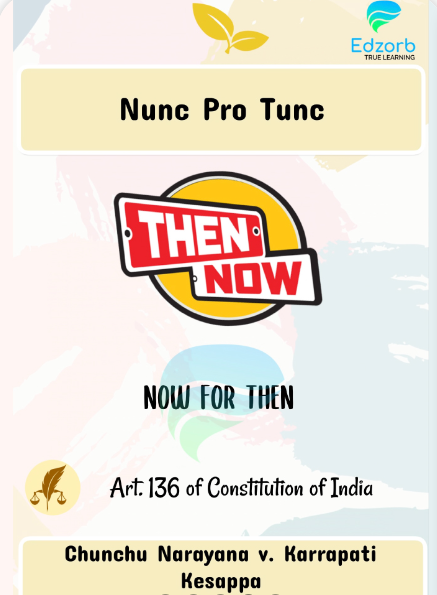 Edzorb
TRUE LEARNING
Nunc Pro Tunc
THEN
NOW
NOW FOR THEN
Art. 136 of Constitution of India
Chunchu Narayana v. Karrapati
Kesappa